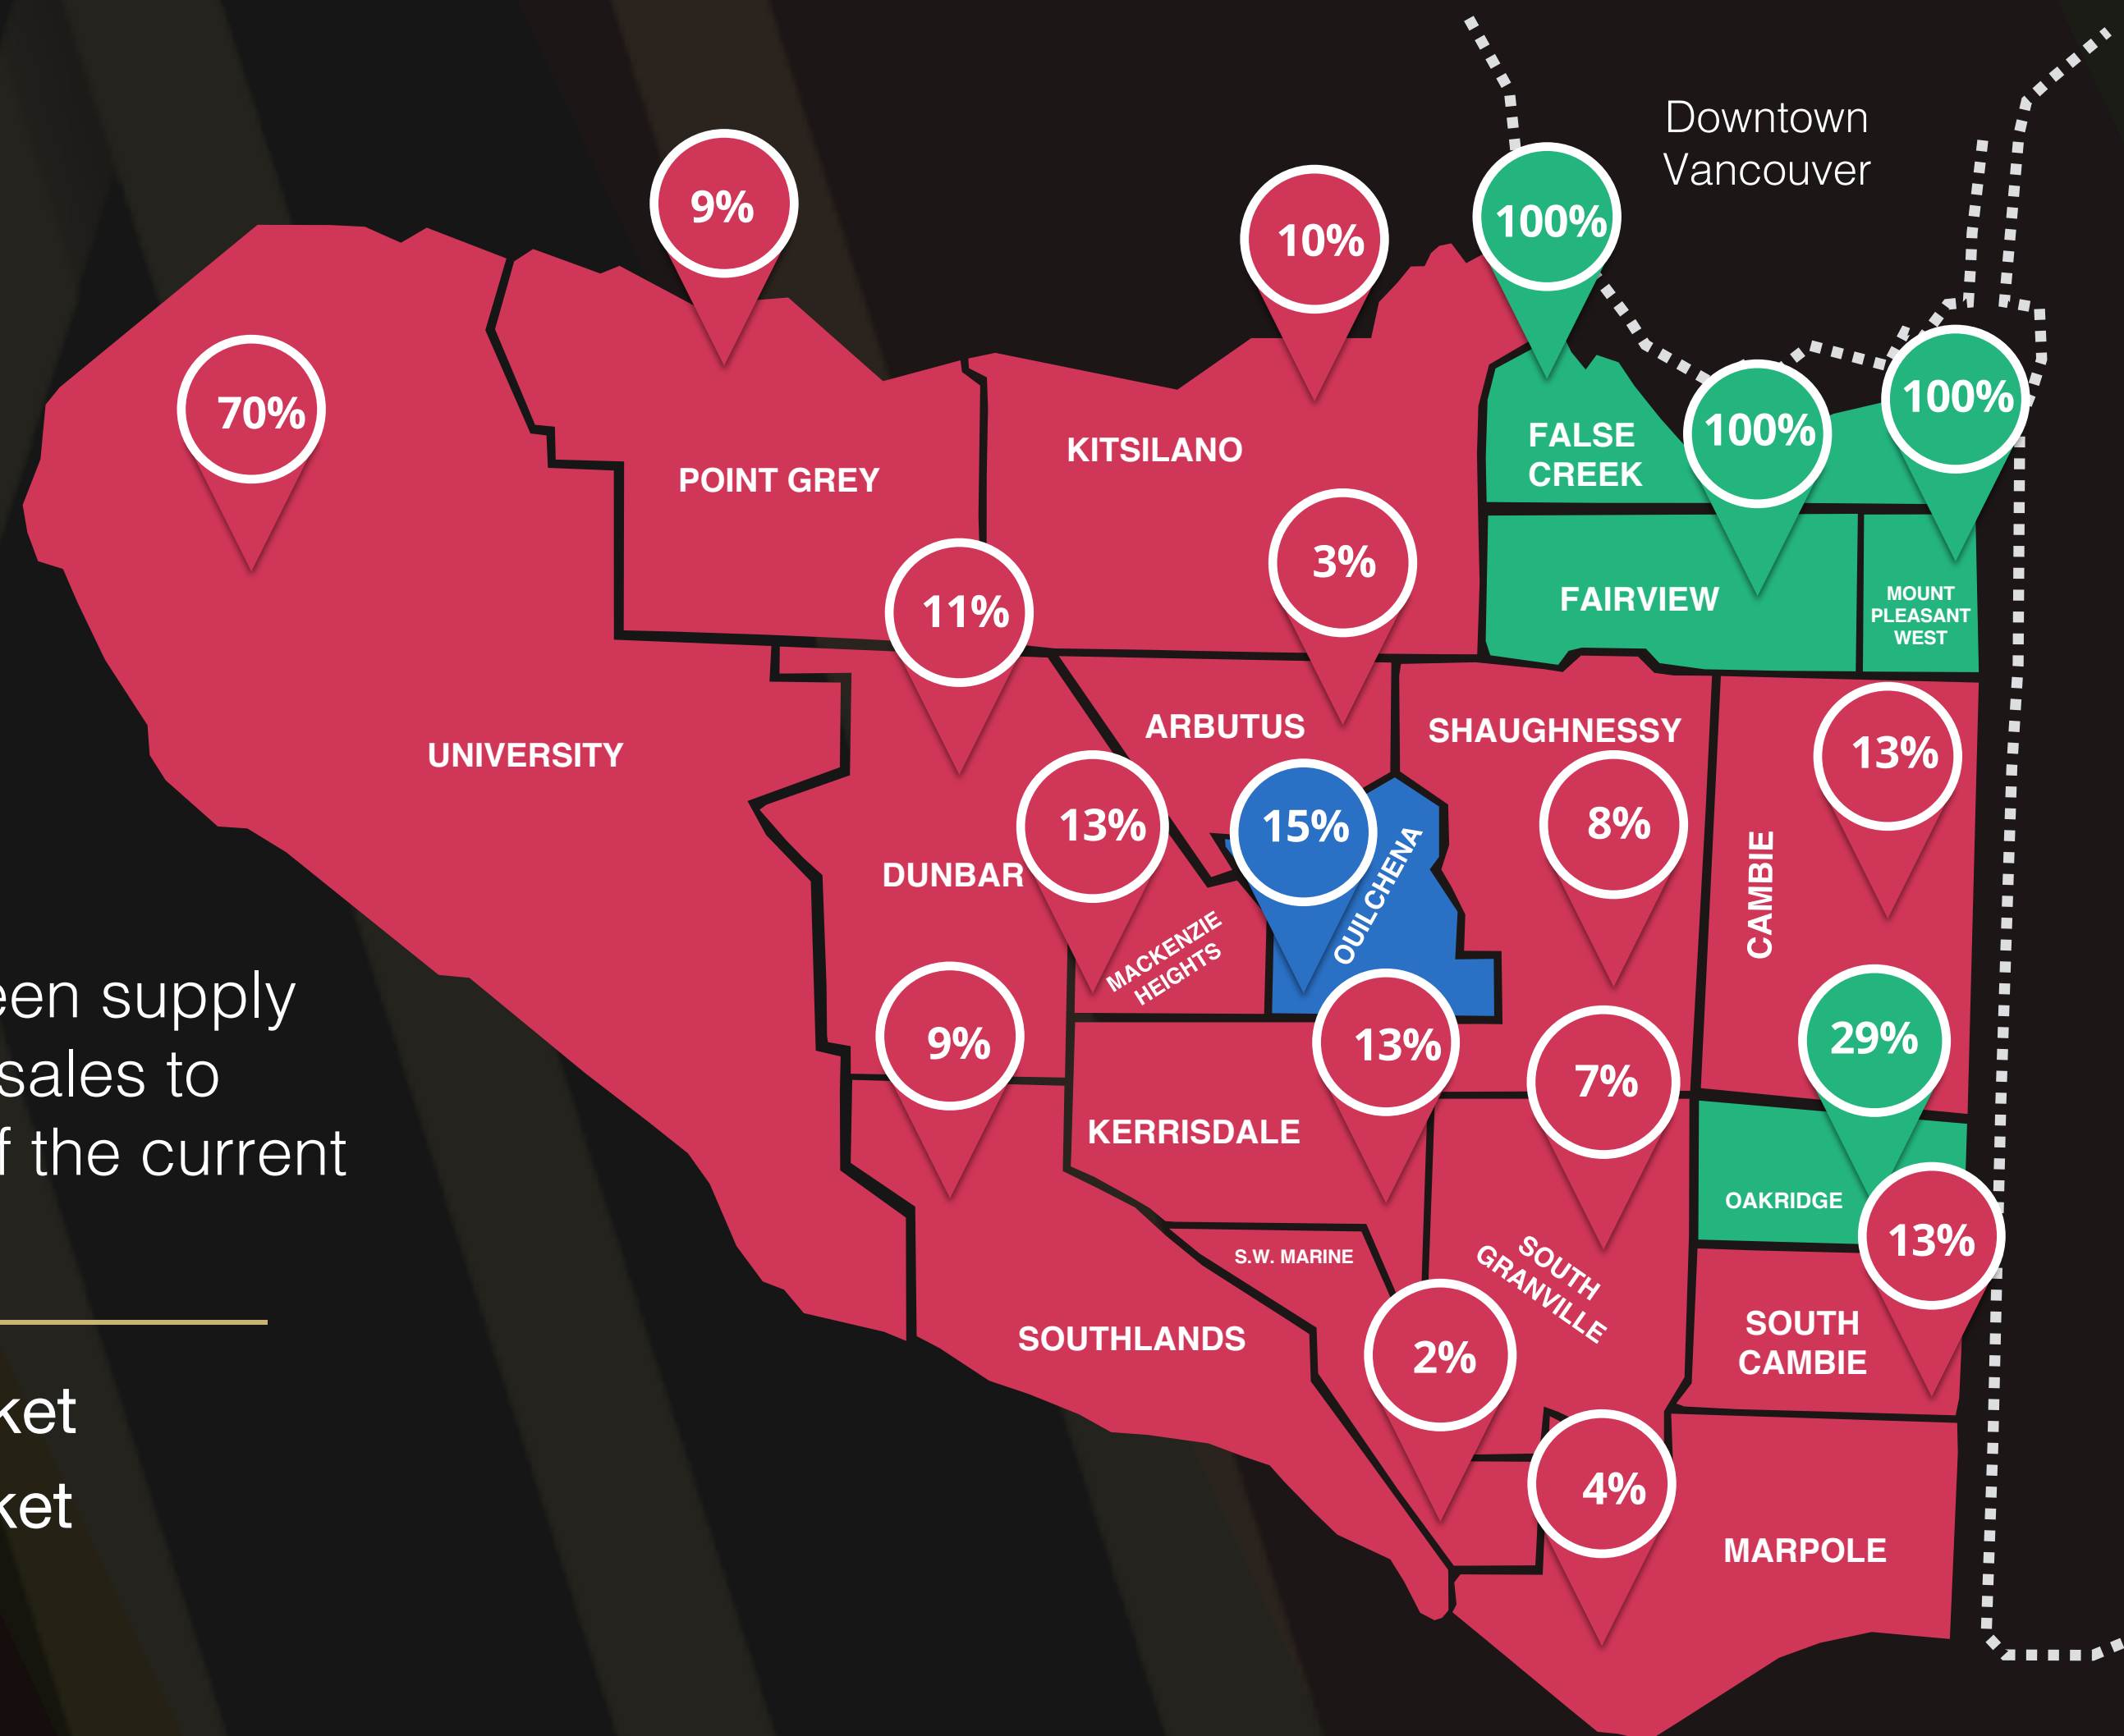 Downtown
Vancouver
9%
10%
100%
70%
100%
100%
FALSE
CREEK
KITSILANO
POINT GREY
3%
11%
FAIRVIEW
MOUNT
PLEASANT
WEST
ARBUTUS
SHAUGHNESSY
UNIVERSITY
13%
13%
15%
8%
DUNBAR
OUILCHENA
CAMBIE
MACKENZIE
HEIGHTS
een supply
sales to
f the current
9%
13%
7%
29%
KERRISDALE
OAKRIDGE
13%
S.W. MARINE
SOUTH
GRANVILLE
SOUTHLANDS
SOUTH
CAMBIE
2%
ket
ket
4%
MARPOLE